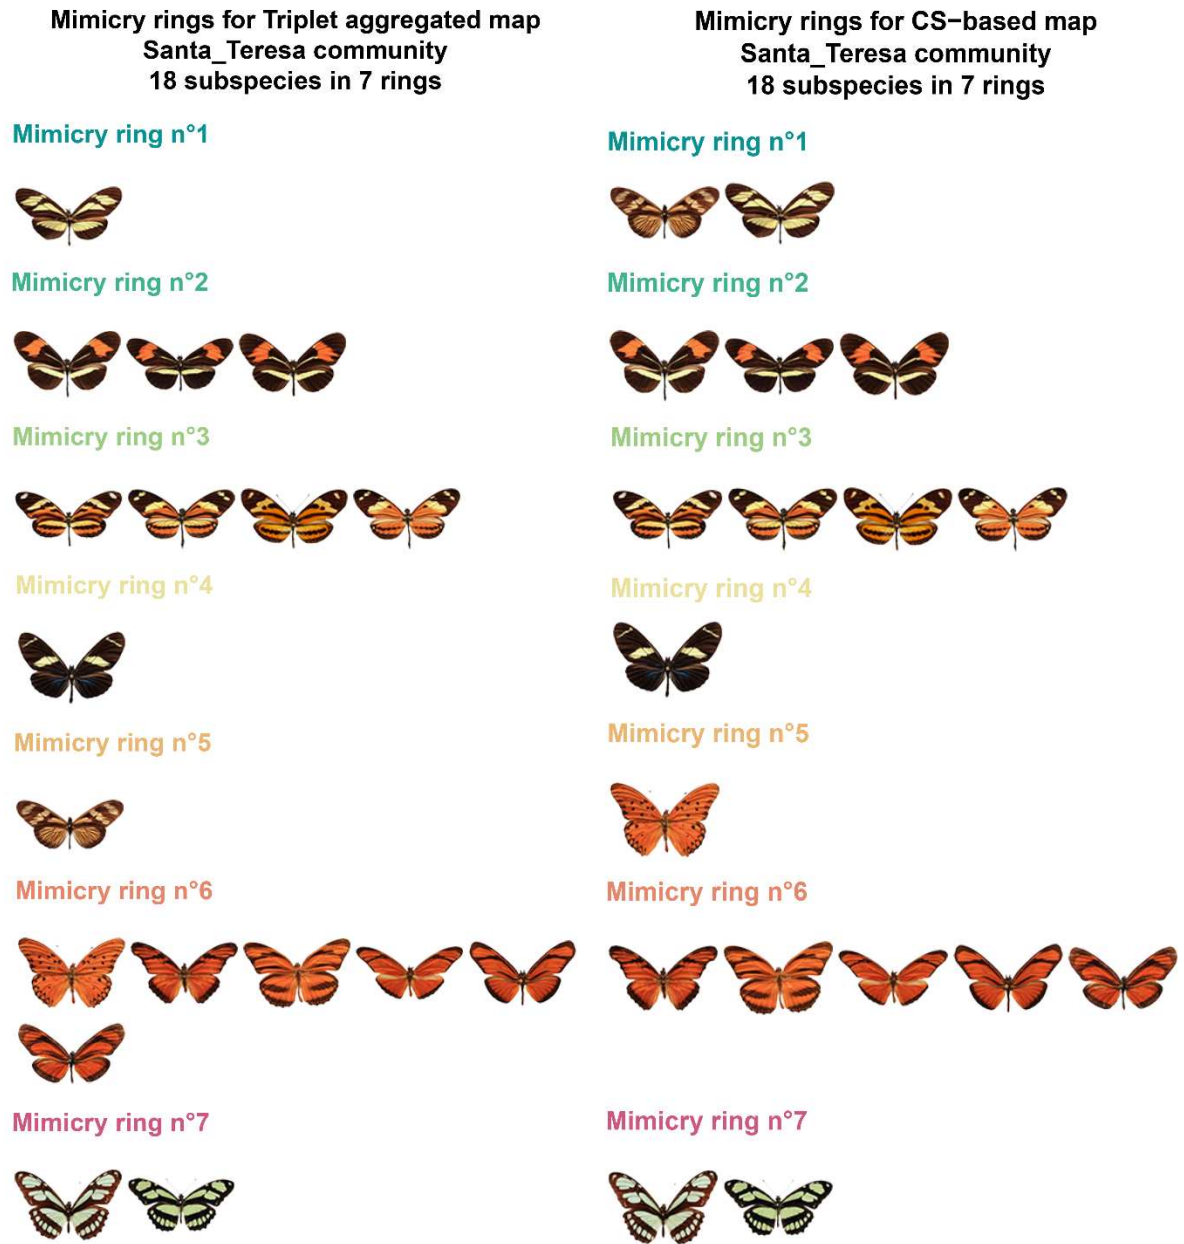 Mimicry rings for Triplet aggregated map
Santa_Teresa community
18 subspecies in 7 rings
Mimicry ring n°1
Mimicry ring n°2
Mimicry ring n°3
Mimicry ring n°4
Mimicry ring n°5
Mimicry ring n°6
Mimicry ring n°7
Mimicry rings for CS−based map
Santa_Teresa community
18 subspecies in 7 rings
Mimicry ring n°1
Mimicry ring n°2
Mimicry ring n°3
Mimicry ring n°4
Mimicry ring n°5
Mimicry ring n°6
Mimicry ring n°7